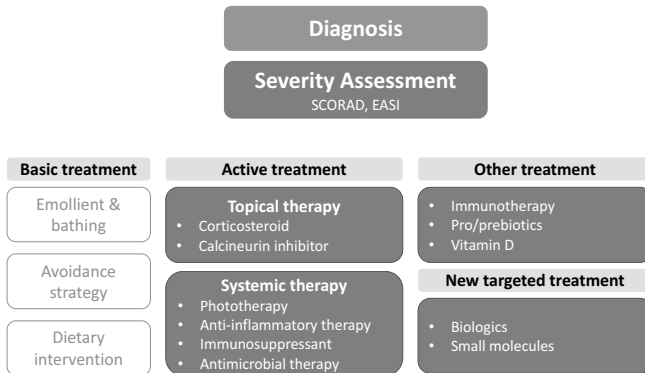 Diagnosis
Severity Assessment
SCORAD, EASI
Basic treatment
Emollient &
bathing
Avoidance
strategy
Dietary
intervention
Active treatment
Topical therapy
• Corticosteroid
• Calcineurin inhibitor
Systemic therapy
• Phototherapy
• Anti-inflammatory therapy
• Immunosuppressant
• Antimicrobial therapy
Other treatment
• Immunotherapy
• Pro/prebiotics
• Vitamin D
New targeted treatment
• Biologics
• Small molecules